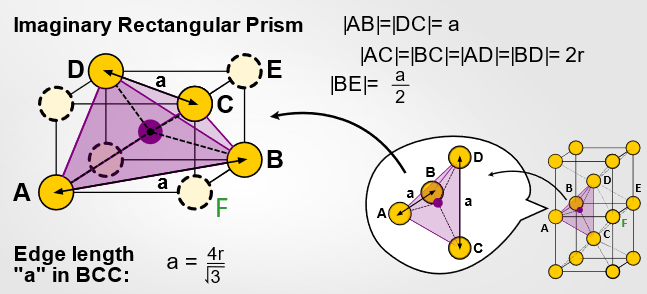 Imaginary Rectangular Prism
|AB|=|DC|= a
|AC|=|BC|=|AD|=|BD|= 2r
|BE|= a/2
D
E
a
C
B
a
A
F
D
B
a
A
a
C
D
B
E
A
F
C
Edge length
"a" in BCC:
a = 4r/√3